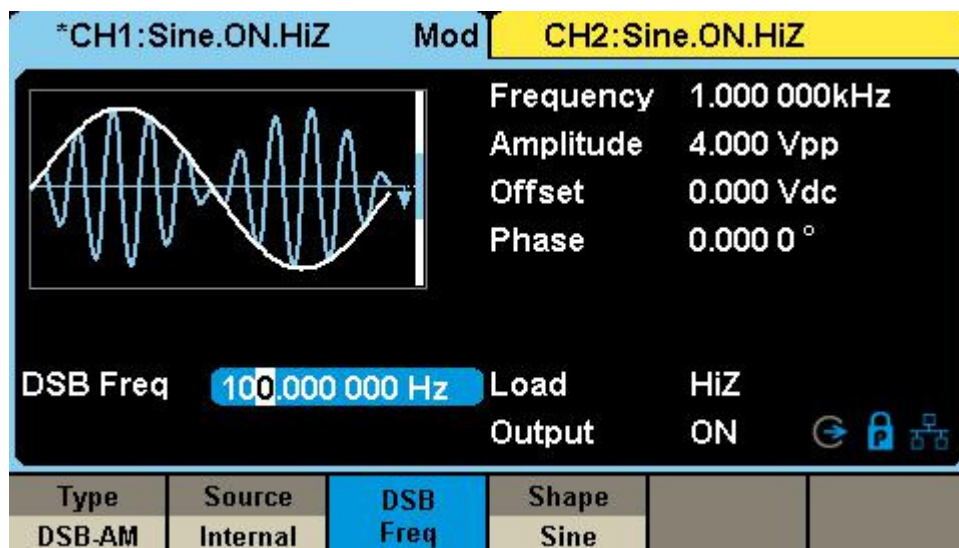 *CH1:Sine.ON.HiZ Mod CH2:Sine.ON.HiZ
Frequency 1.000 000kHz
Amplitude 4.000 Vpp
Offset 0.000 Vdc
Phase 0.000 0 °
DSB Freq 100.000 000 Hz Load HiZ
Output ON P
Type Source DSB Freq Shape
DSB-AM Internal Sine